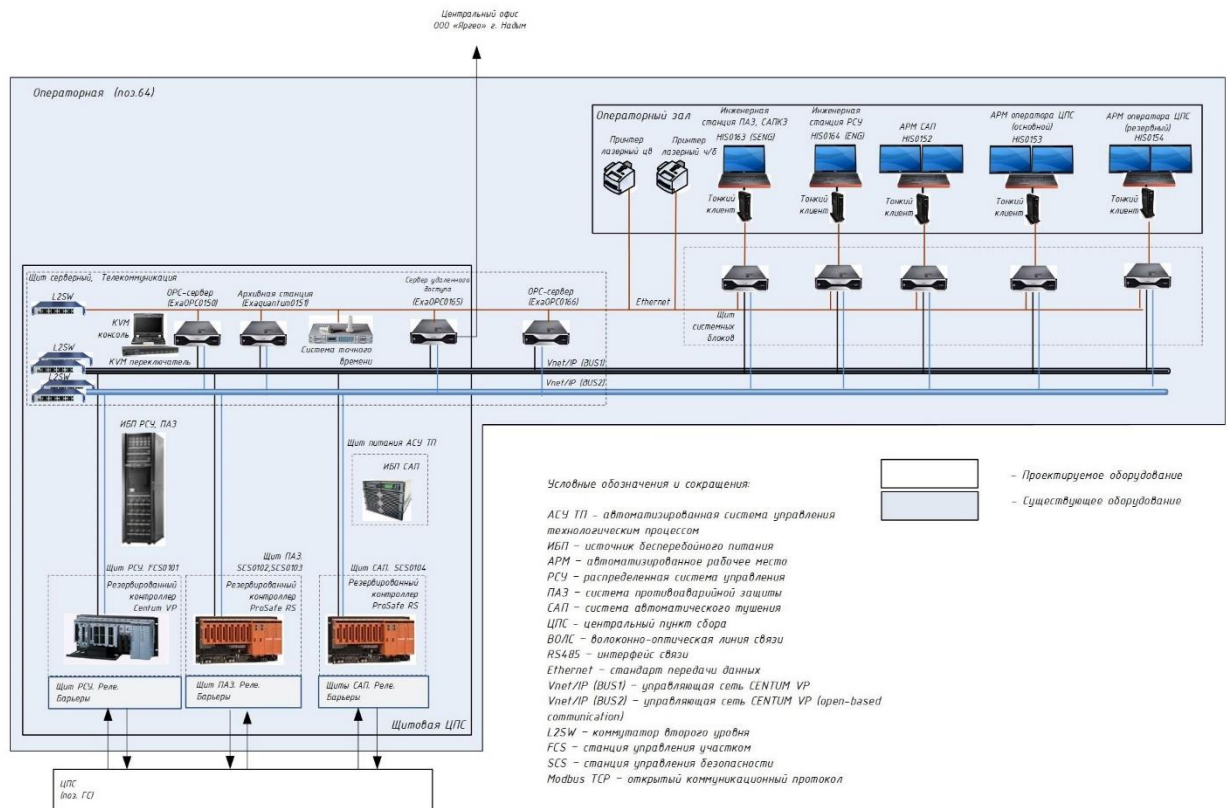 Центральный офис
ООО «Яргео» г. Надым
Операторная (поз.64)
Операторный зал
Принтер
лазерный цв
Принтер
лазерный ч/б
Инженерная
станция ПАЗ, САПКЗ
HIS0163 (SENG)
Инженерная
станция РСУ
HIS0164 (ENG)
АРМ САП
HIS0152
АРМ оператора ЦПС
(основной)
HIS0153
АРМ оператора ЦПС
(резервный)
HIS0154
Тонкий
клиент
Тонкий
клиент
Тонкий
клиент
Тонкий
клиент
Тонкий
клиент
Щит серверный, Телекоммуникация
L2SW
KVM
консоль
KVM переключатель
OPC-сервер
(ExaOPC0150)
Архивная станция
(Exaquantum0151)
Система точного
времени
Сервер удаленного
доступа
(ExaOPC0165)
OPC-сервер
(ExaOPC0166)
Ethernet
Щит
системных
блоков
L2SW
L2SW
Vnet/IP (BUS1)
Vnet/IP (BUS2)
ИБП РСУ, ПАЗ
Щит питания АСУ ТП
ИБП САП
Щит РСУ. FCS0101
Резервированный
контроллер
Centum VP
Щит ПАЗ.
SCS0102,SCS0103
Резервированный
контроллер
ProSafe RS
Щит САП. SCS0104
Резервированный
контроллер
ProSafe RS
Щит РСУ. Реле.
Барьеры
Щит ПАЗ. Реле.
Барьеры
Щиты САП. Реле.
Барьеры
Щитовая ЦПС
ЦПС
(поз. ГС)
Условные обозначения и сокращения:
АСУ ТП – автоматизированная система управления
технологическим процессом
ИБП – источник бесперебойного питания
АРМ – автоматизированное рабочее место
РСУ – распределенная система управления
ПАЗ – система противоаварийной защиты
САП – система автоматического тушения
ЦПС – центральный пункт сбора
ВОЛС – волоконно-оптическая линия связи
RS485 – интерфейс связи
Ethernet – стандарт передачи данных
Vnet/IP (BUS1) – управляющая сеть CENTUM VP
Vnet/IP (BUS2) – управляющая сеть CENTUM VP (open-based
communication)
L2SW – коммутатор второго уровня
FCS – станция управления участком
SCS – станция управления безопасности
Modbus TCP – открытый коммуникационный протокол
– Проектируемое оборудование
– Существующее оборудование